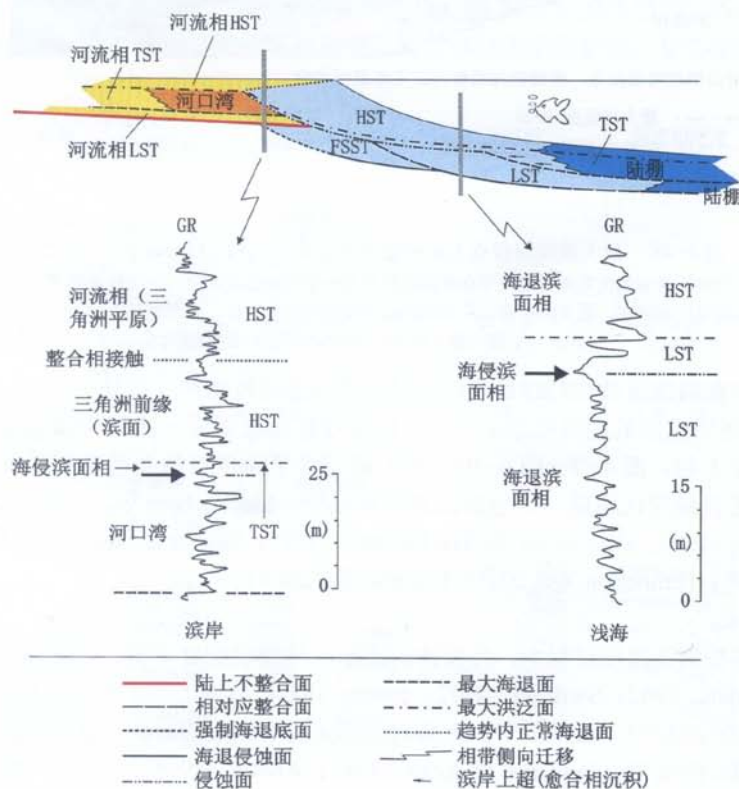 河流相HST
河流相TST
河口湾
河流相LST
HST
FSST
LST
TST
陆棚
陆棚
GR
河流相（三
角洲平原）
HST
整合相接触
三角洲前缘
（滨面）
HST
海侵滨面相
河口湾
TST
25
(m)
0
滨岸
GR
海退滨
面相
HST
LST
海侵滨
面相
LST
海退滨
面相
15
(m)
0
浅海
陆上不整合面
相对应整合面
强制海退底面
海退侵蚀面
侵蚀面
最大海退面
最大洪泛面
趋势内正常海退面
相带侧向迁移
滨岸上超(愈合相沉积)